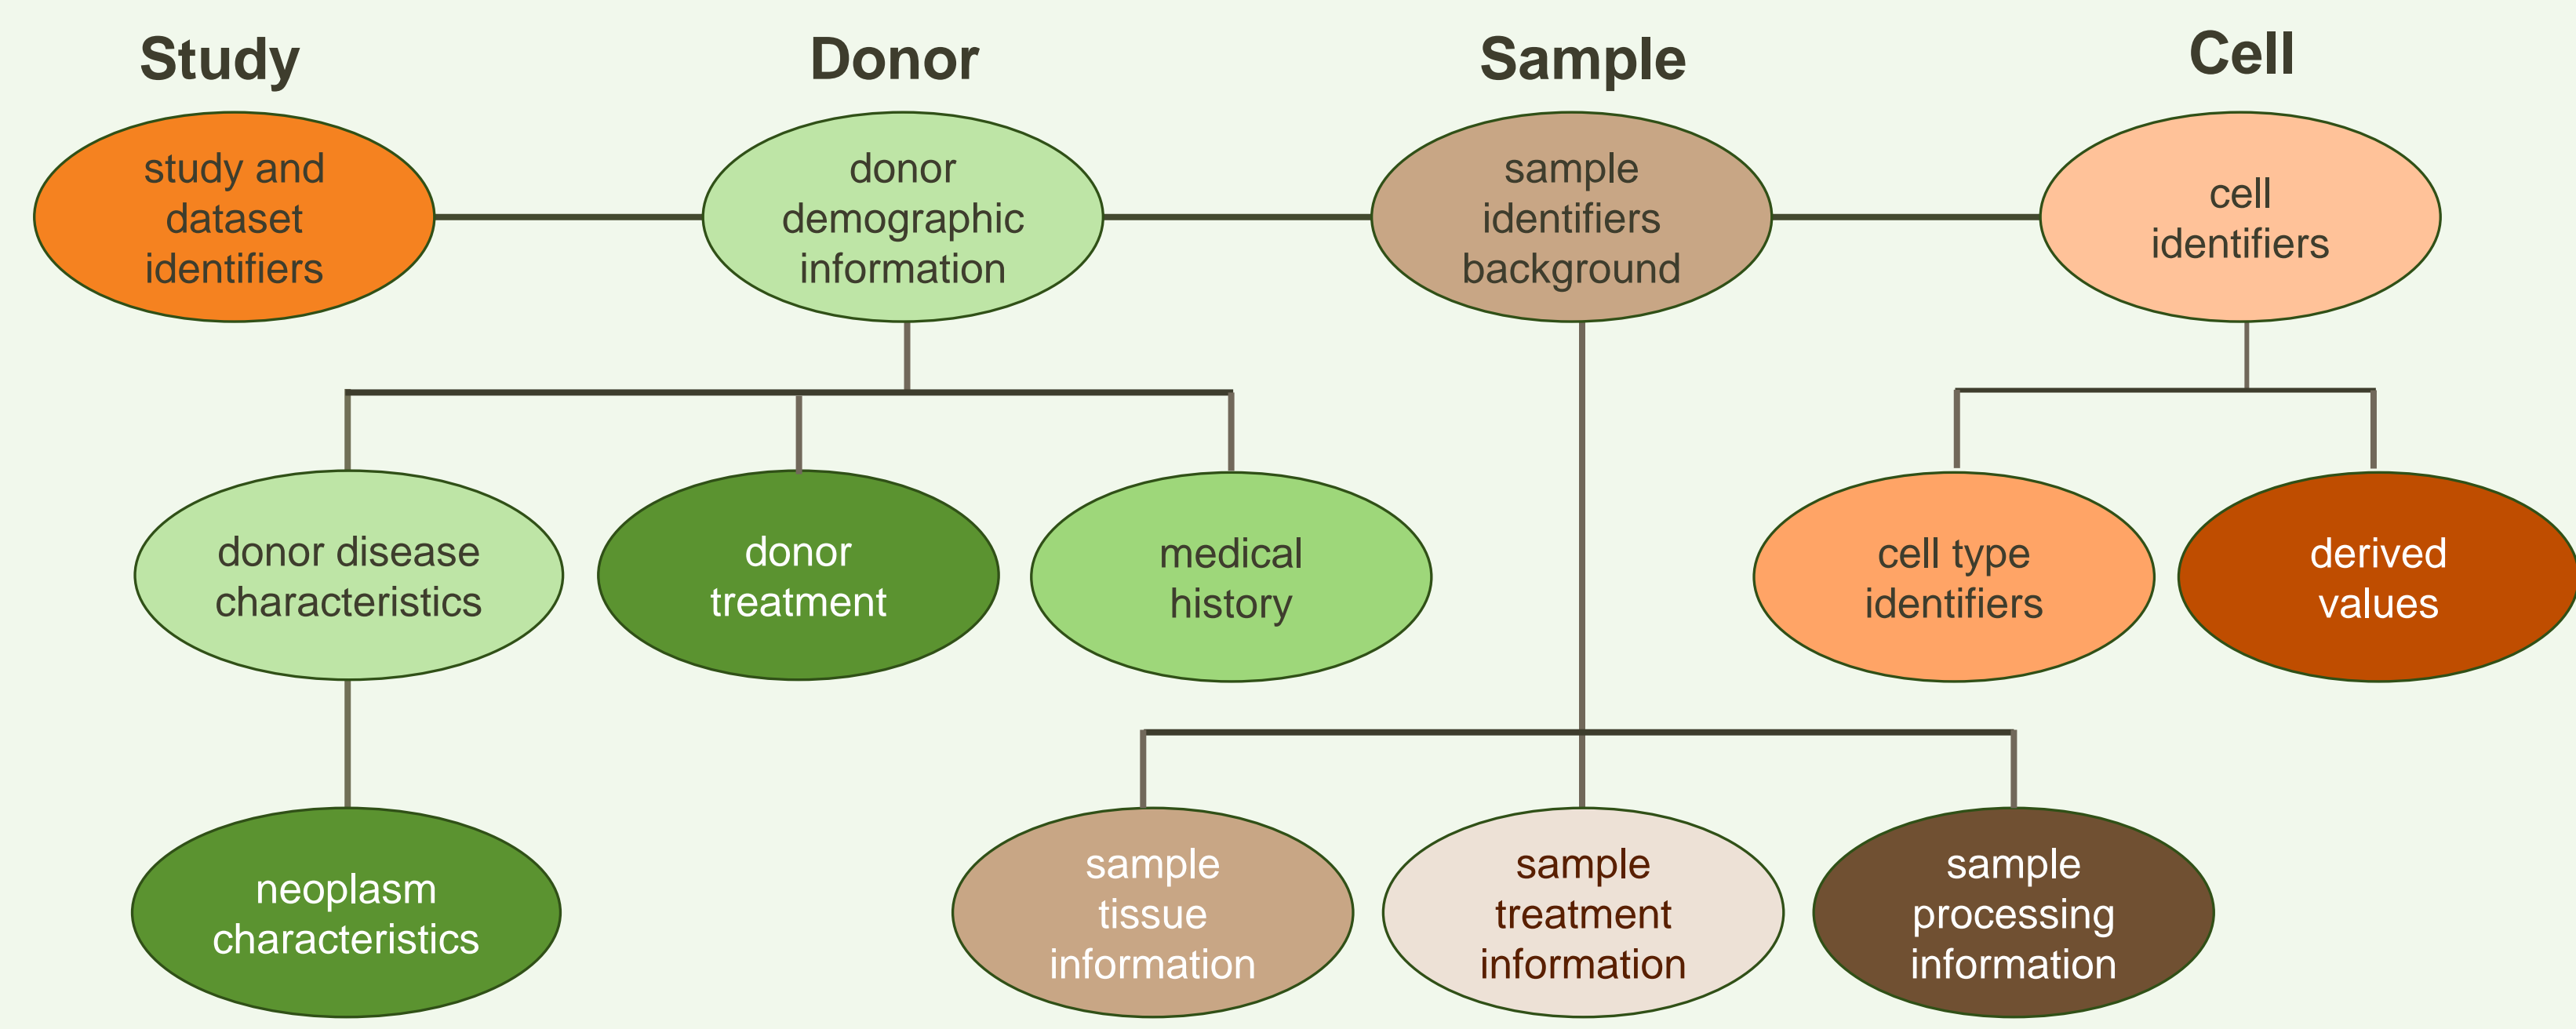 Study
Donor
Sample
Cell
study and
dataset
identifiers
donor
demographic
information
sample
identifiers
background
cell
identifiers
donor disease
characteristics
donor
treatment
medical
history
cell type
identifiers
derived
values
neoplasm
characteristics
sample
tissue
information
sample
treatment
information
sample
processing
information